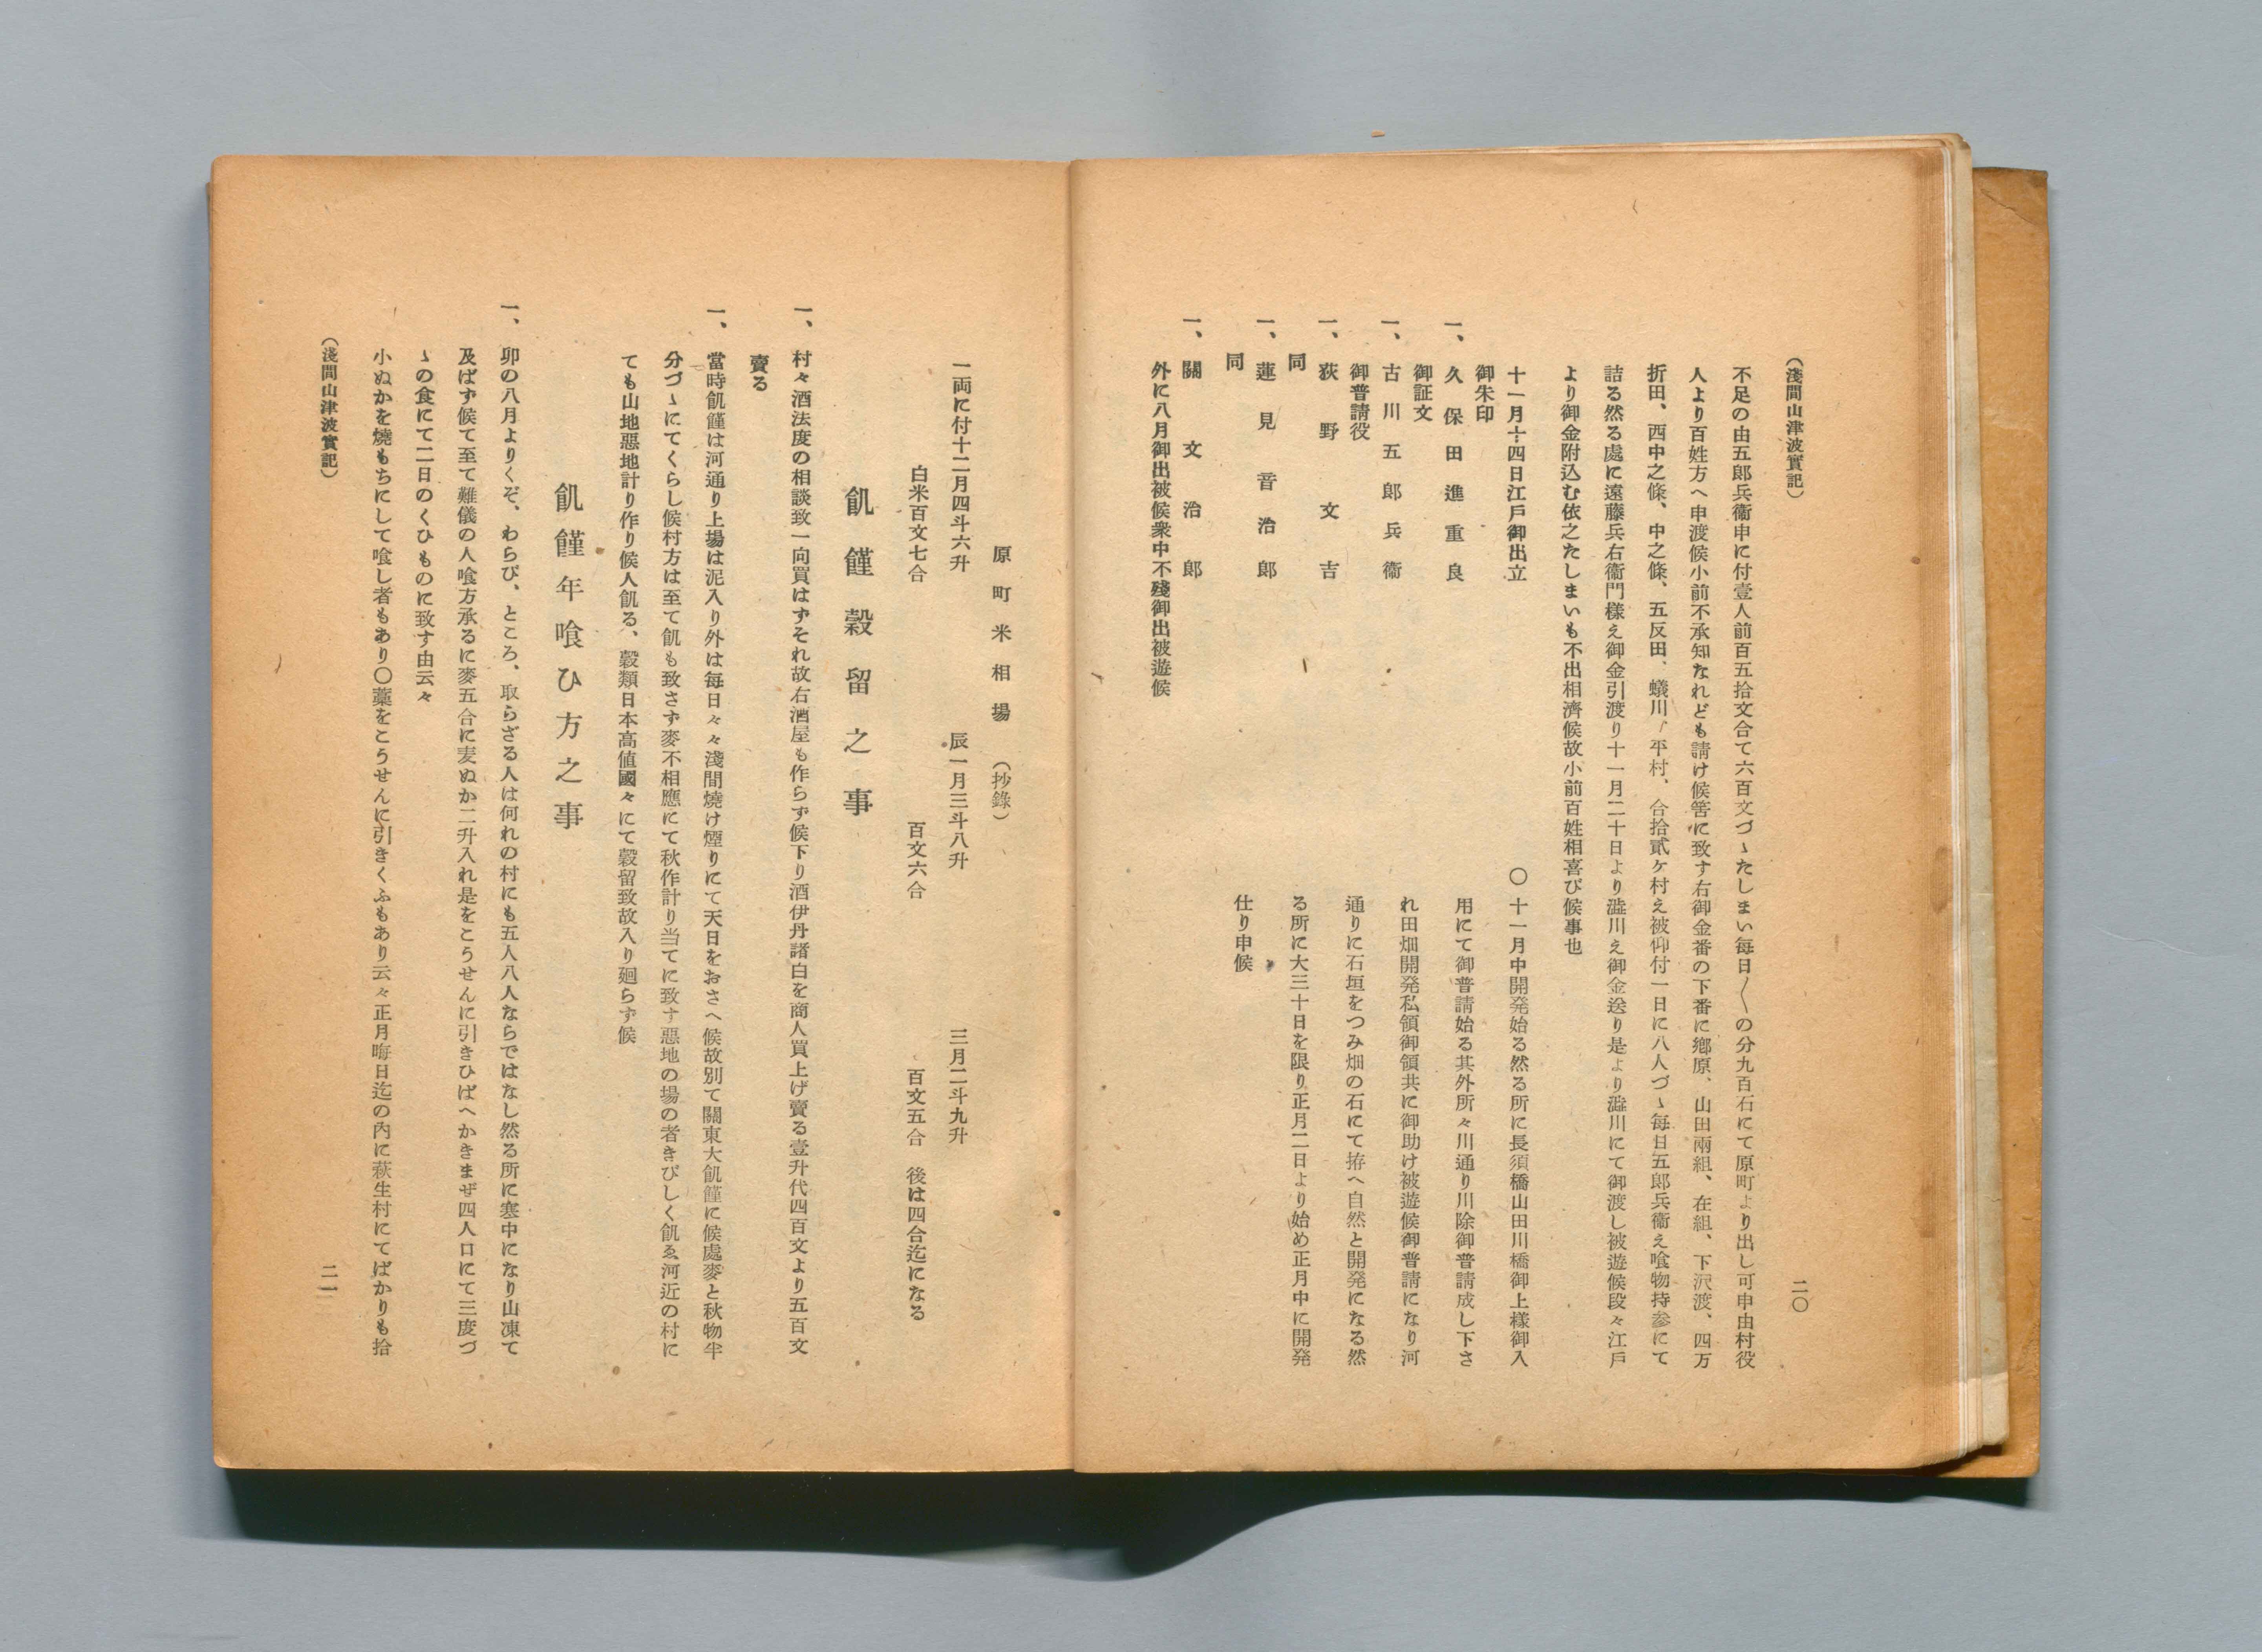 （淺間山津波實記）
二〇
不足の由五郎兵衞申に付壹人前百五拾文合て六百文づゝたしまい毎日〱の分九百石にて原町より出し可申由村役
人より百姓方へ申渡候小前不承知なれども請け候筈に致す右御金番の下番に郷原、山田兩組、在組、下沢渡、四万
折田、西中之條、中之條、五反田、蟻川、平村、合拾貳ヶ村え被仰付一日に八人づゝ毎日五郎兵衞え喰物持参にて
詰る然る處に遠藤兵右衞門樣え御金引渡り十一月二十日より澁川え御金送り是より澁川にて御渡し被遊候段々江戸
より御金附込む依之たしまいも不出相濟候故小前百姓相喜び候事也
十一月十四日江戸御出立
御朱印
一、久保田進重良
御証文
一、古川五郎兵衞
御普請役
一、荻野文吉
同
一、蓮見音治郎
同
一、關文治郎
外に八月御出被候衆中不殘御出被遊候
〇十一月中開発始る然る所に長須橋山田川橋御上樣御入
用にて御普請始る其外所々川通り川除御普請成し下さ
れ田畑開発私領御領共に御助け被遊候御普請になり河
通りに石垣をつみ畑の石にて拵へ自然と開発になる然
る所に大三十日を限り正月二日より始め正月中に開発
仕り申候
原町米相場（抄錄）
一両に付十二月四斗六升　辰一月三斗八升　三月二斗九升
白米百文七合　百文六合　百文五合　後は四合迄になる
飢饉穀留之事
一、村々酒法度の相談致一向買はずそれ故右酒屋も作らず候下り酒伊丹諸白を商人買上げ賣る壹升代四百文より五百文
賣る
一、當時飢饉は河通り上場は泥入り外は毎日々々淺間燒け煙りにて天日をおさへ候故別て關東大飢饉に候處麥と秋物半
分づゝにてくらし候村方は至て飢も致さず麥不相應にて秋作計り当てに致す惡地の場の者きびしく飢ゑ河近の村に
ても山地惡地計り作り候人飢る、穀類日本高値國々にて穀留致故入り廻らず候
飢饉年喰ひ方之事
一、卯の八月よりくぞ、わらび、ところ、取らざる人は何れの村にも五人八人ならではなし然る所に寒中になり山凍て
及ばず候て至て難儀の人喰方承るに麥五合に麦ぬか二升入れ是をこうせんに引きひばへかきまぜ四人口にて三度づ
ゝの食にて二日のくひものに致す由云々
小ぬかを燒もちにして喰し者もあり〇藁をこうせんに引きくふもあり云々正月晦日迄の內に萩生村にてばかりも拾
（淺間山津波實記）
二一